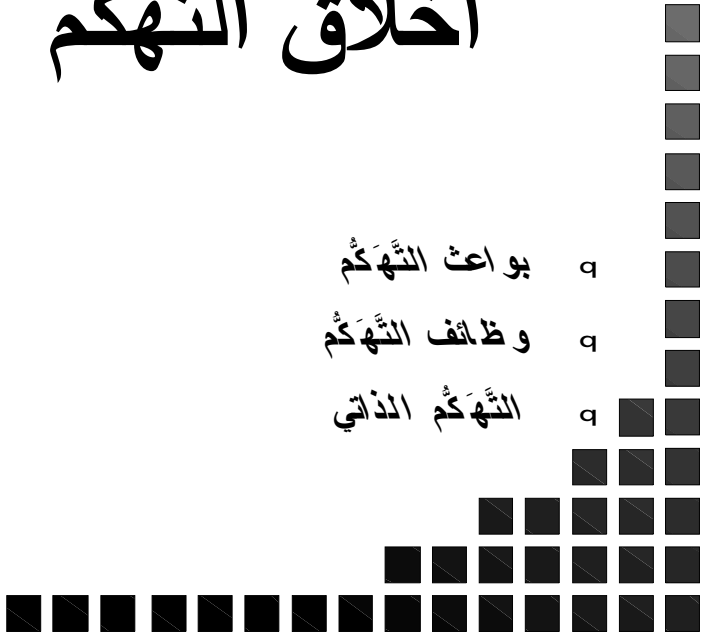 أخلاق التهكم
q بواعث التَّهَكُّم
q وظائف التَّهَكُّم
q التَّهَكُّم الذاتي